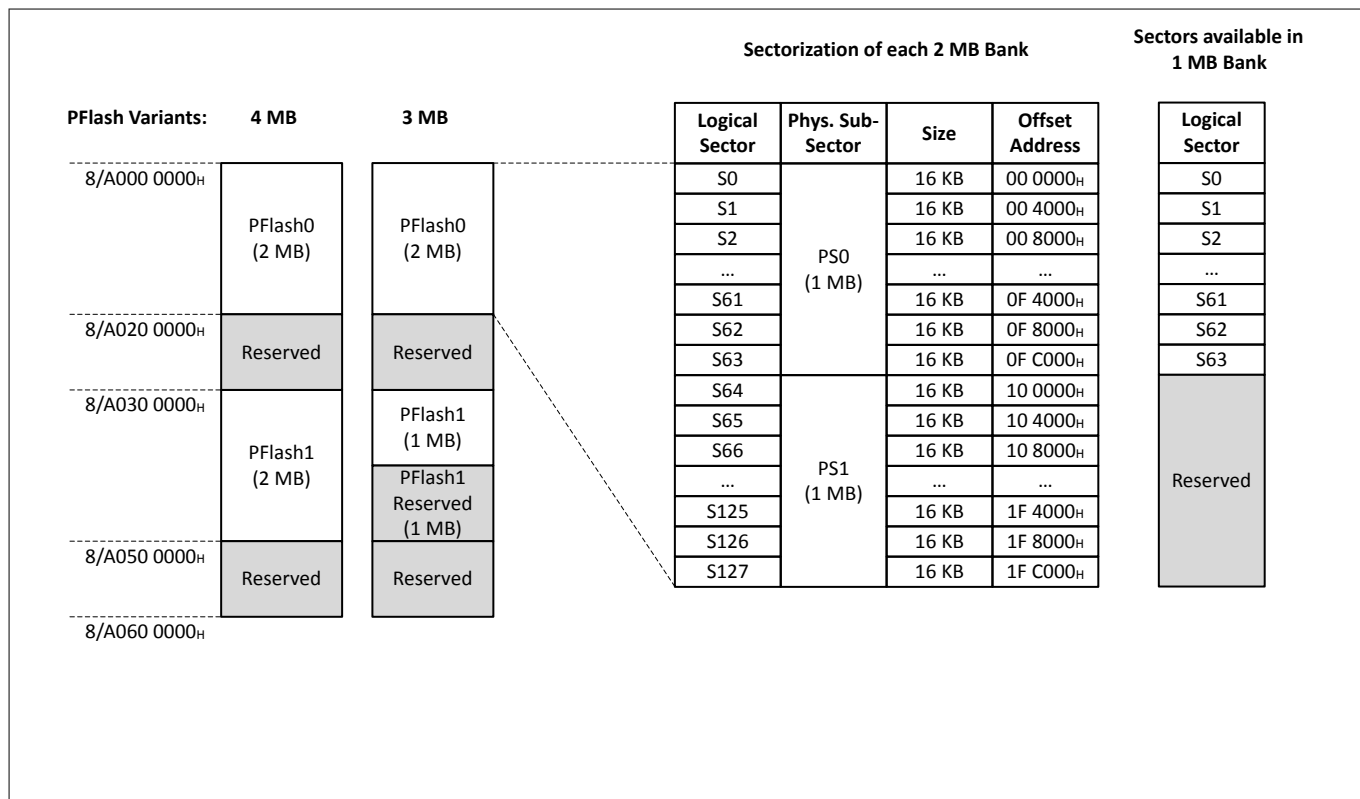 Sectorization of each 2 MB Bank
Sectors available in
1 MB Bank
PFlash Variants: 4 MB 3 MB
Logical Sector Phys. Sub-Sector Size Offset Address
Logical Sector
8/A000 0000H
PFlash0
(2 MB)
PFlash0
(2 MB)
8/A020 0000H
Reserved Reserved
8/A030 0000H
PFlash1
(2 MB)
PFlash1
(1 MB)
PFlash1
Reserved
(1 MB)
8/A050 0000H
Reserved Reserved
8/A060 0000H
S0 16 KB 00 0000H
S1 16 KB 00 4000H
S2 16 KB 00 8000H
... ... ...
S61 16 KB 0F 4000H
S62 16 KB 0F 8000H
S63 16 KB 0F C000H
PS0
(1 MB)
S64 16 KB 10 0000H
S65 16 KB 10 4000H
S66 16 KB 10 8000H
... ... ...
S125 16 KB 1F 4000H
S126 16 KB 1F 8000H
S127 16 KB 1F C000H
PS1
(1 MB)
S0
S1
S2
...
S61
S62
S63
Reserved